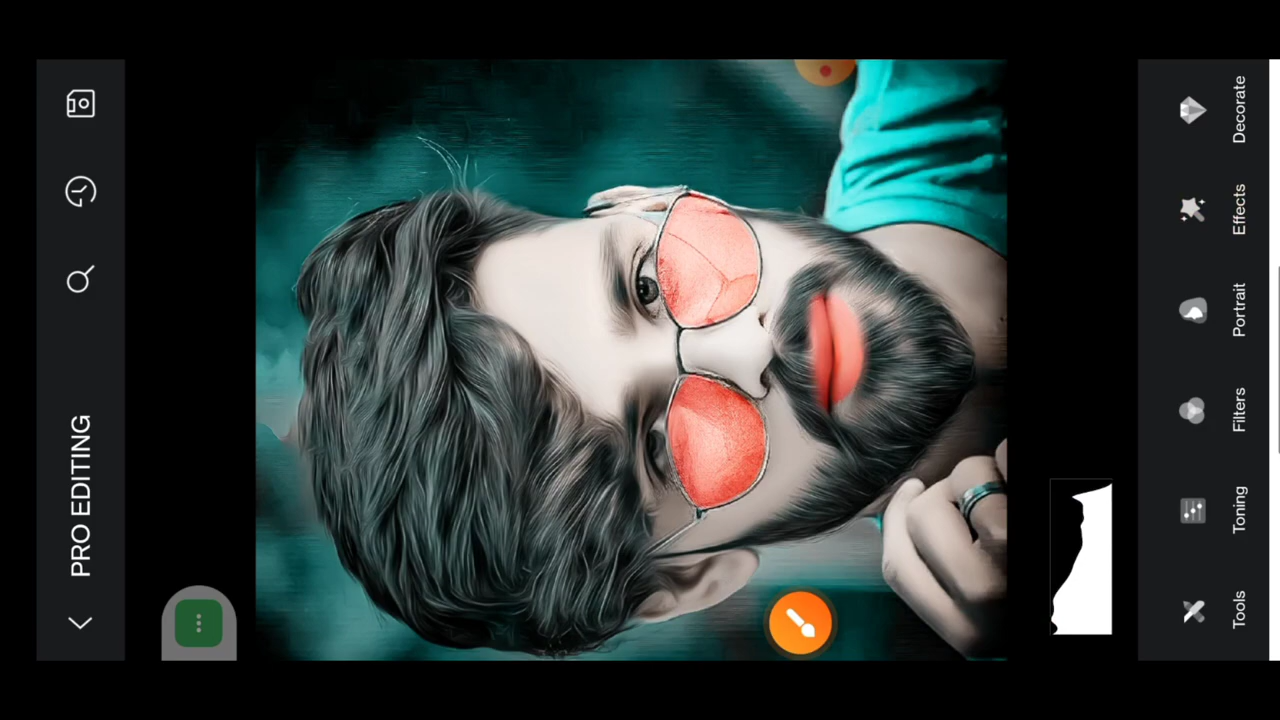 PRO EDITING
Tools
Toning
Filters
Portrait
Effects
Decorate